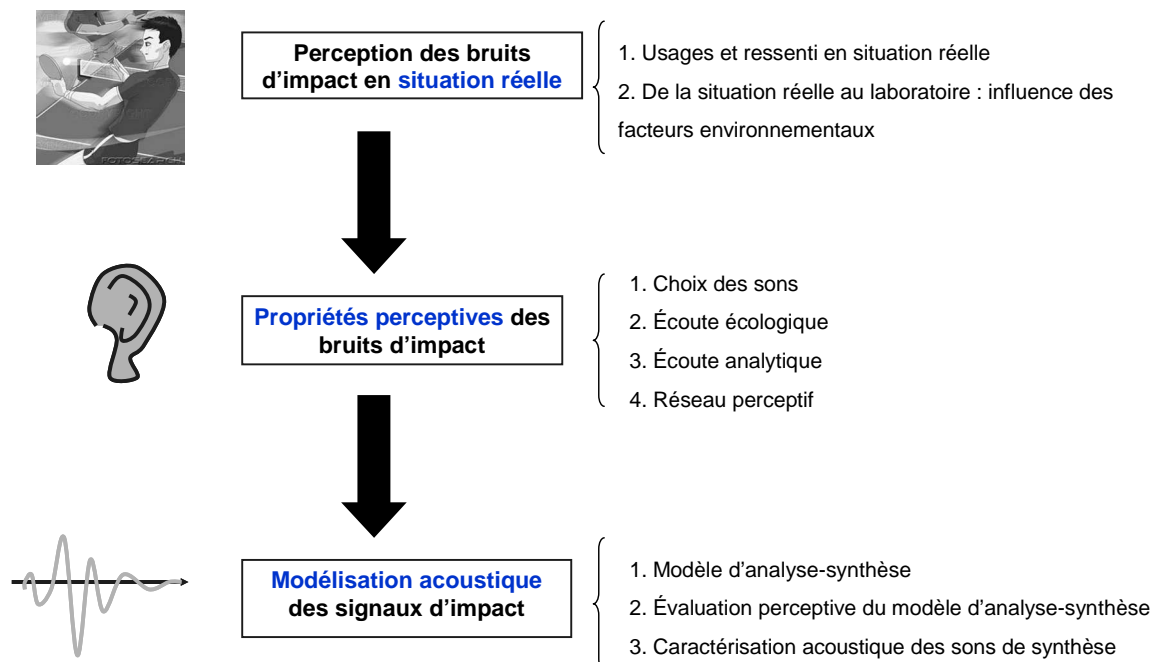 Perception des bruits
d'impact en situation réelle
1. Usages et ressenti en situation réelle
2. De la situation réelle au laboratoire : influence des
facteurs environnementaux
FOTOSEARCH
Propriétés perceptives des
bruits d'impact
1. Choix des sons
2. Écoute écologique
3. Écoute analytique
4. Réseau perceptif
Modélisation acoustique
des signaux d'impact
1. Modèle d'analyse-synthèse
2. Évaluation perceptive du modèle d'analyse-synthèse
3. Caractérisation acoustique des sons de synthèse